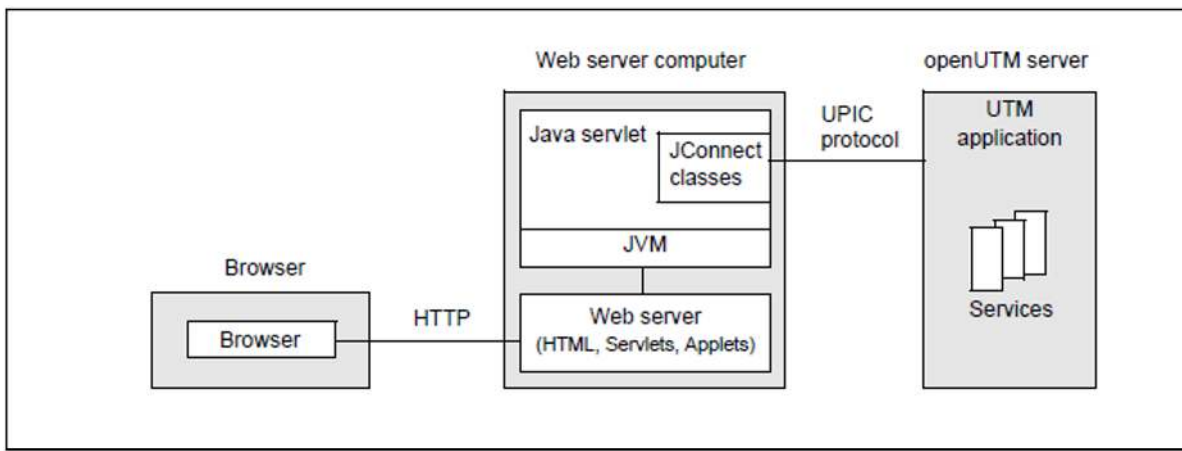 Web server computer
openUTM server
Java servlet
JConnect
classes
UPIC
protocol
UTM
application
JVM
Browser
Browser
HTTP
Web server
(HTML, Servlets, Applets)
Services